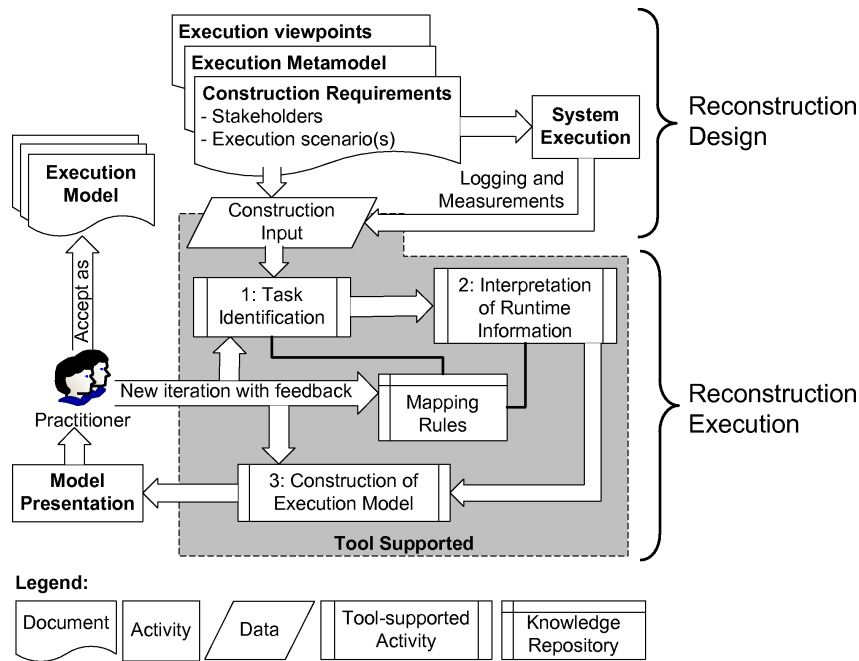 Execution viewpoints
Execution Metamodel
Construction Requirements
- Stakeholders
- Execution scenario(s)
System
Execution
Reconstruction
Design
Execution
Model
Logging and
Measurements
Construction
Input
1: Task
Identification
2: Interpretation
of Runtime
Information
Accept as
New iteration with feedback
Practitioner
Mapping
Rules
Reconstruction
Execution
Model
Presentation
3: Construction of
Execution Model
Tool Supported
Legend:
Document
Activity
Data
Tool-supported
Activity
Knowledge
Repository